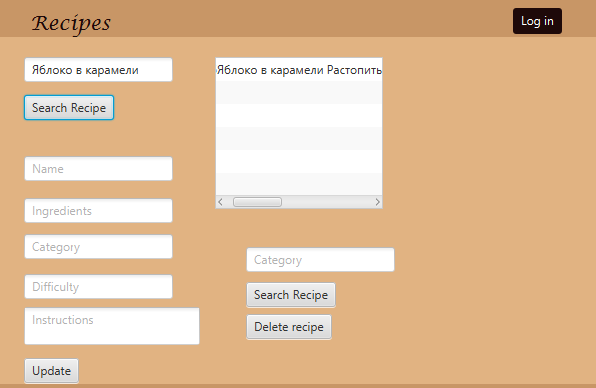 Recipes
Log in
Яблоко в карамели
Search Recipe
Яблоко в карамели Растопить
Name
Ingredients
Category
Difficulty
Instructions
Update
Category
Search Recipe
Delete recipe